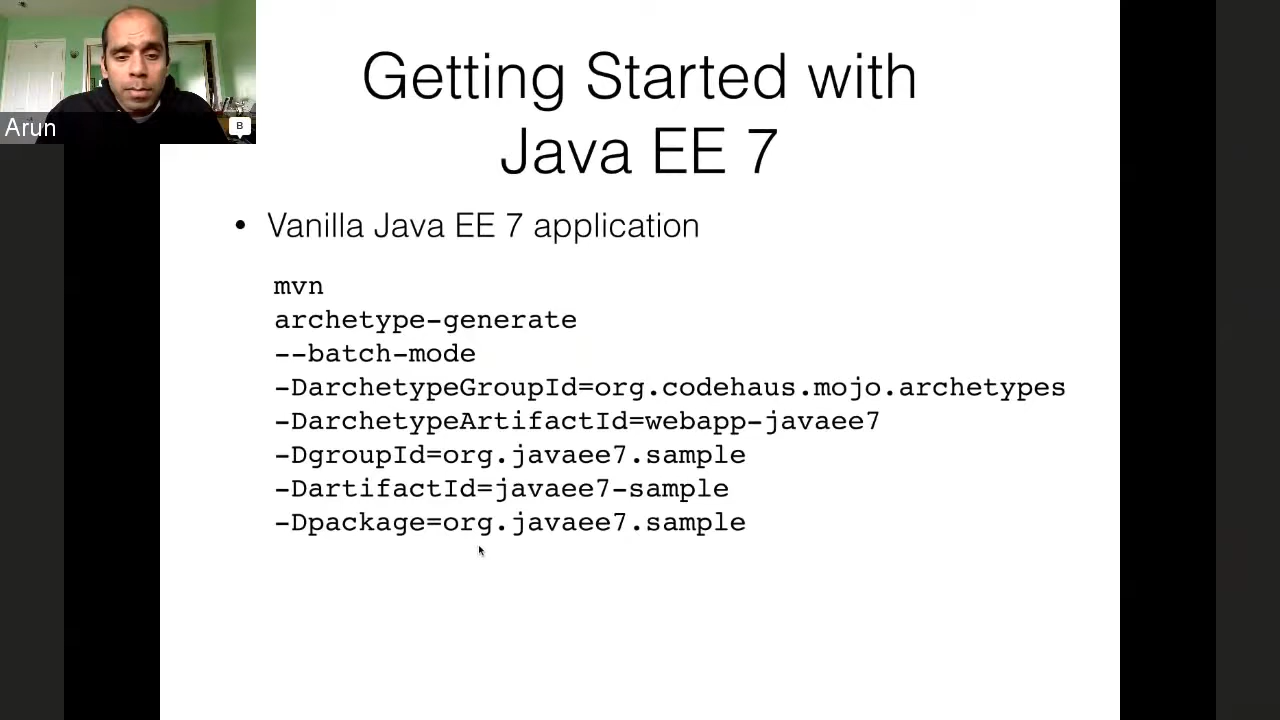 Arun
B
Getting Started with
Java EE 7
• Vanilla Java EE 7 application
mvn
archetype-generate
--batch-mode
-DarchetypeGroupId=org.codehaus.mojo.archetypes
-DarchetypeArtifactId=webapp-javaee7
-DgroupId=org.javaee7.sample
-DartifactId=javaee7-sample
-Dpackage=org.javaee7.sample